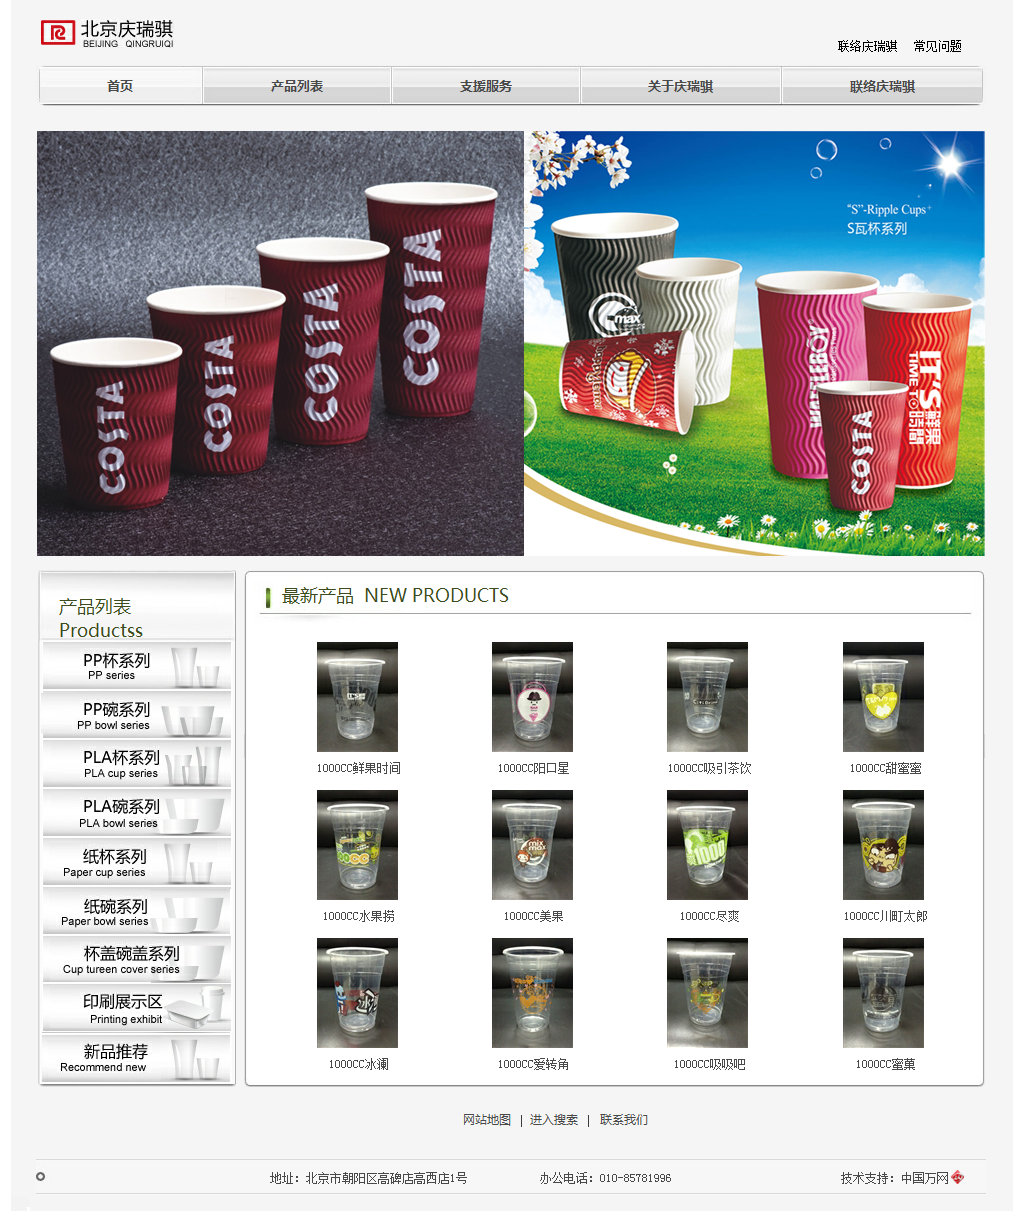 北京庆瑞骐
BEIJING QINGRUIQI
联络庆瑞骐 常见问题
首页 产品列表 支援服务 关于庆瑞骐 联络庆瑞骐
COSTA
COSTA
COSTA
COSTA
"S"-Ripple Cups+
S瓦杯系列
C-max
IT'S鲜果
TIME TO時間
COSTA
产品列表
Productss
PP杯系列
PP series
PP碗系列
PP bowl series
PLA杯系列
PLA cup series
PLA碗系列
PLA bowl series
纸杯系列
Paper cup series
纸碗系列
Paper bowl series
杯盖碗盖系列
Cup tureen cover series
印刷展示区
Printing exhibit
新品推荐
Recommend new
最新产品 NEW PRODUCTS
1000CC鲜果时间 1000CC阳口星 1000CC吸引茶饮 1000CC甜蜜蜜
mix max
1000
1000CC水果捞 1000CC美果 1000CC尽爽 1000CC川町太郎
1000CC冰澜 1000CC爱转角 1000CC吸吸吧 1000CC蜜菓
网站地图 | 进入搜索 | 联系我们
地址：北京市朝阳区高碑店高西店1号 办公电话：010-85781996 技术支持：中国万网